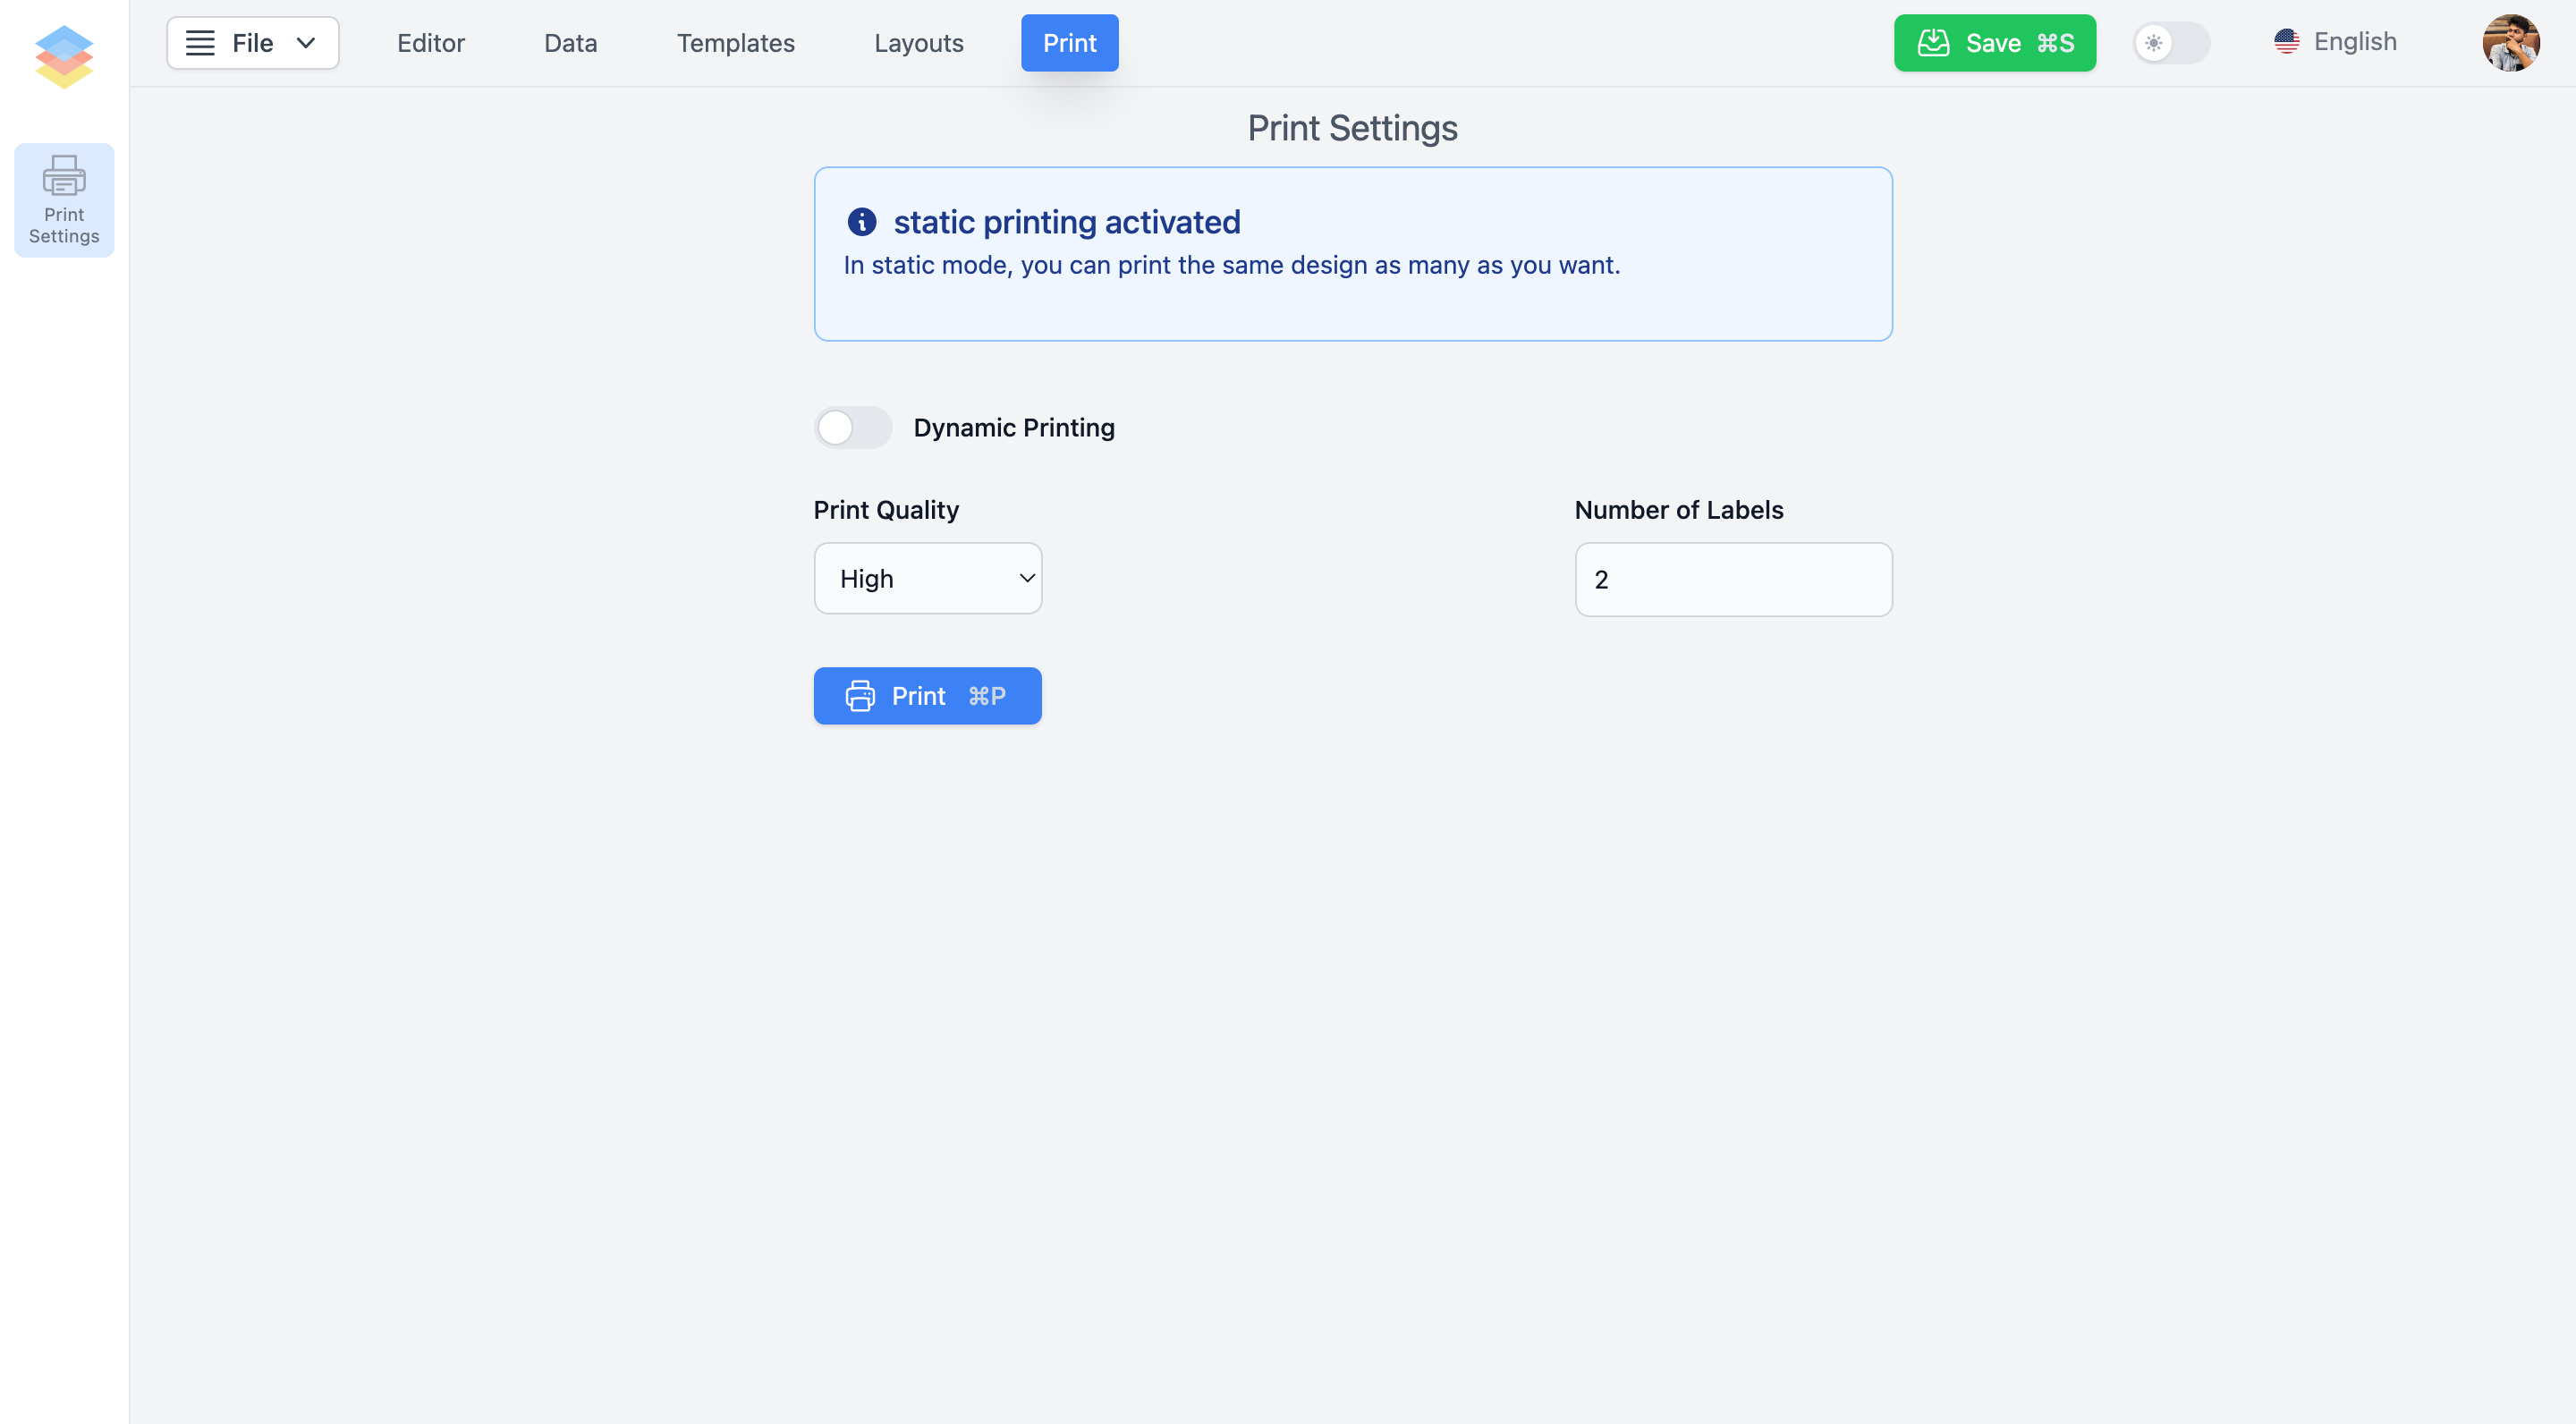 File
Editor
Data
Templates
Layouts
Print
Save ⌘S
English
Print
Settings
Print Settings
static printing activated
In static mode, you can print the same design as many as you want.
Dynamic Printing
Print Quality
Number of Labels
High
2
Print ⌘P